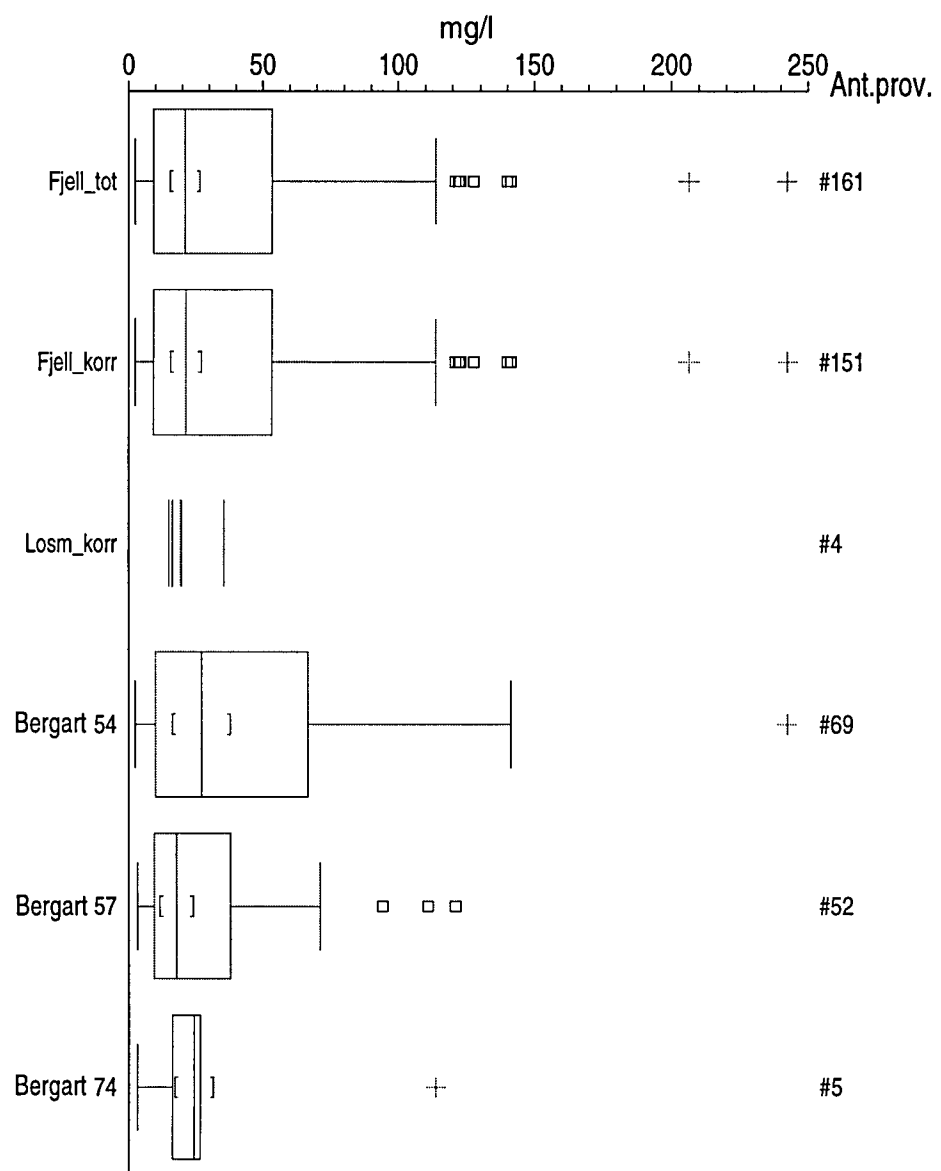 mg/l
0 50 100 150 200 250
Ant.prov.
Fjell_tot #161
Fjell_korr #151
Losm_korr #4
Bergart 54 #69
Bergart 57 #52
Bergart 74 #5